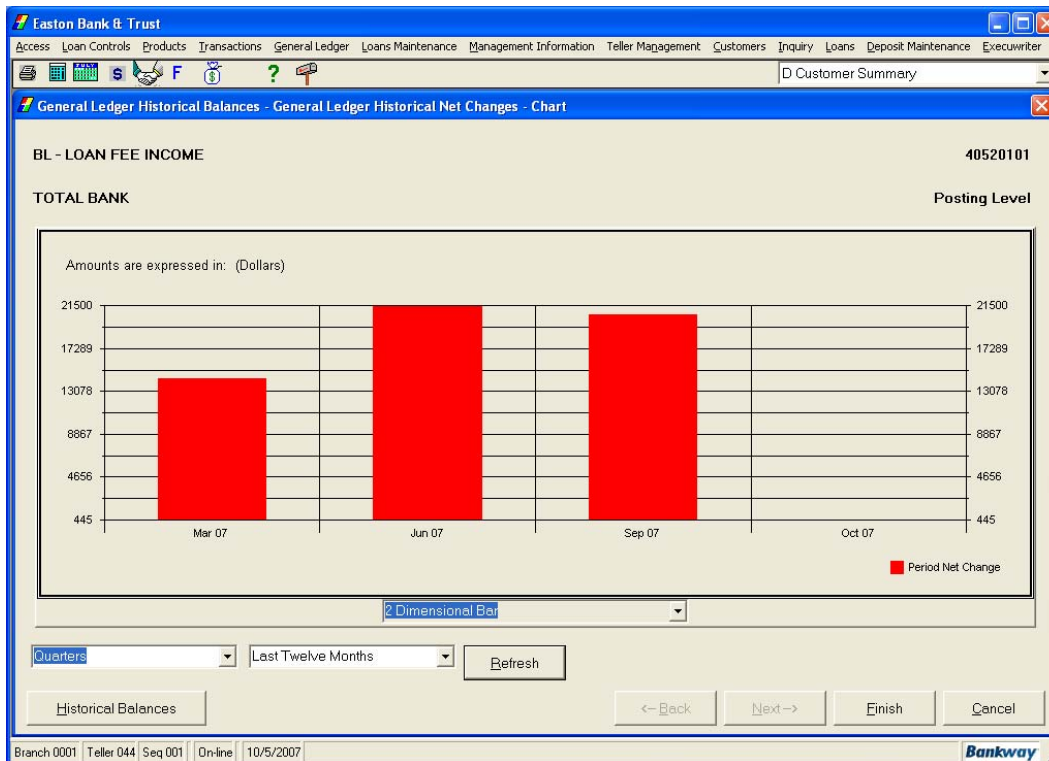 Easton Bank & Trust
Access Loan Controls Products Transactions General Ledger Loans Maintenance Management Information Teller Management Customers Inquiry Loans Deposit Maintenance Execuwriter
JULY S F $ ? D Customer Summary
General Ledger Historical Balances - General Ledger Historical Net Changes - Chart
BL - LOAN FEE INCOME 40520101
TOTAL BANK Posting Level
Amounts are expressed in: (Dollars)
21500 21500
17289 17289
13078 13078
8867 8867
4656 4656
445 445
Mar 07 Jun 07 Sep 07 Oct 07
Period Net Change
2 Dimensional Bar
Quarters Last Twelve Months Refresh
Historical Balances <-- Back Next --> Finish Cancel
Branch 0001 Teller 044 Seq 001 On-line 10/5/2007 Bankway